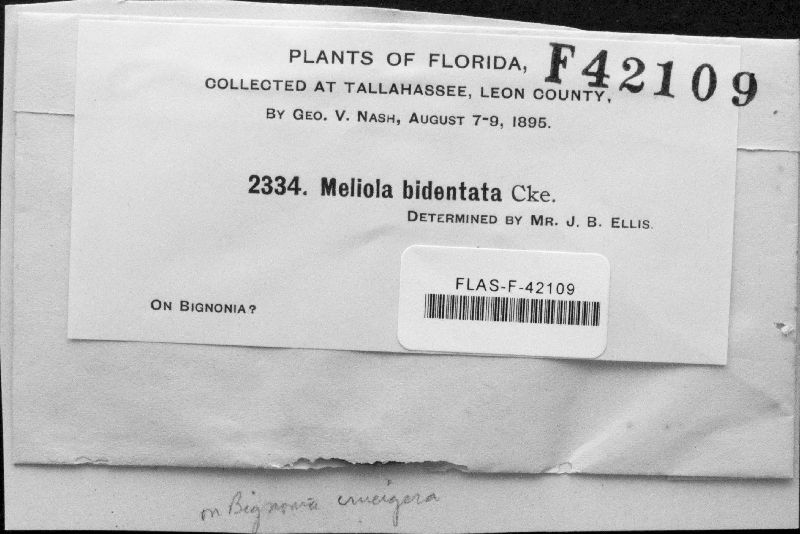 PLANTS OF FLORIDA, F42109
COLLECTED AT TALLAHASSEE, LEON COUNTY,
BY GEO. V. NASH, AUGUST 7-9, 1895.
2334. Meliola bidentata Cke.
DETERMINED BY MR. J. B. ELLIS.
FLAS-F-42109
ON BIGNONIA?
on Bignonia crucigera